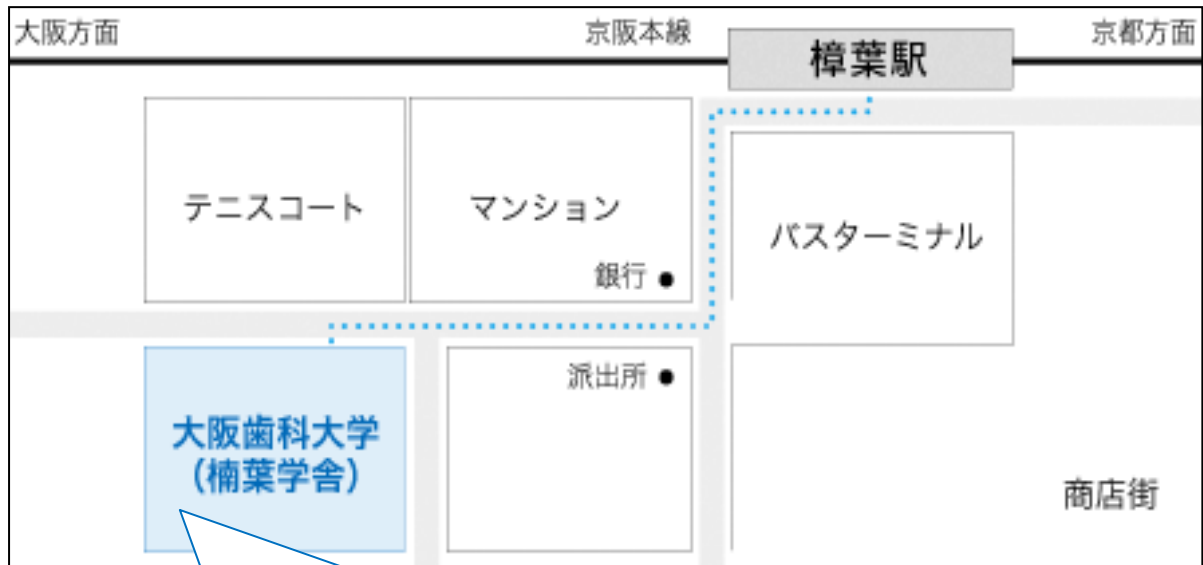 大阪方面
京阪本線
京都方面
樟葉駅
テニスコート
マンション
バスターミナル
銀行
派出所
大阪歯科大学
（楠葉学舎）
商店街